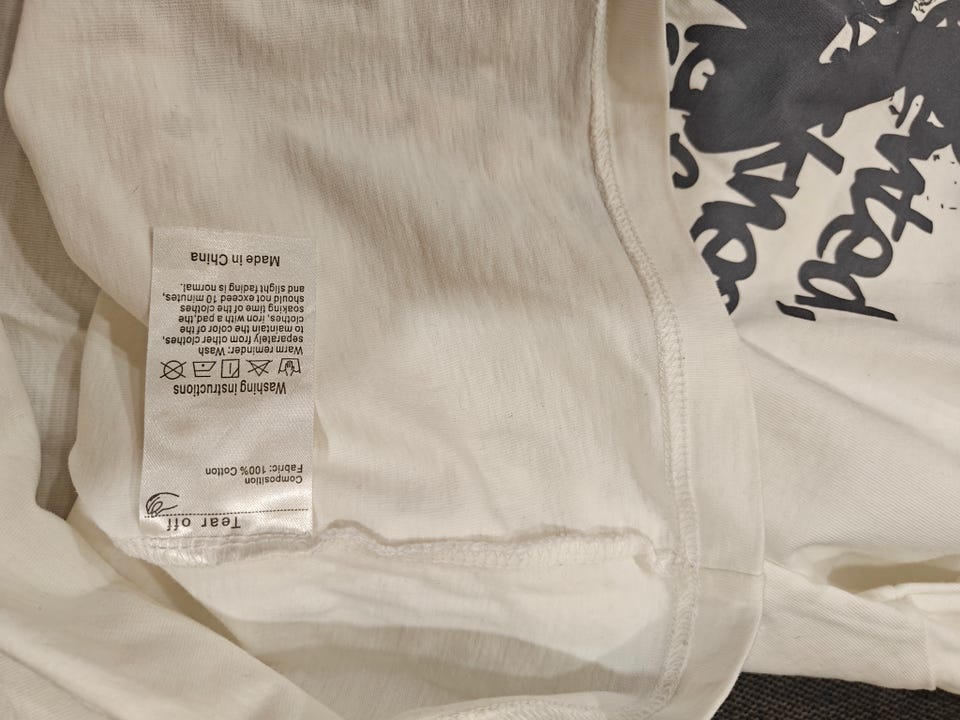 Tear off
Composition
Fabric: 100% Cotton
Washing instructions
Warm reminder: Wash
separately from other clothes,
to maintain the color of the
clothes, iron with a pad,the
soaking time of the clothes
should not exceed 10 minutes,
and slight fading is normal.
Made in China